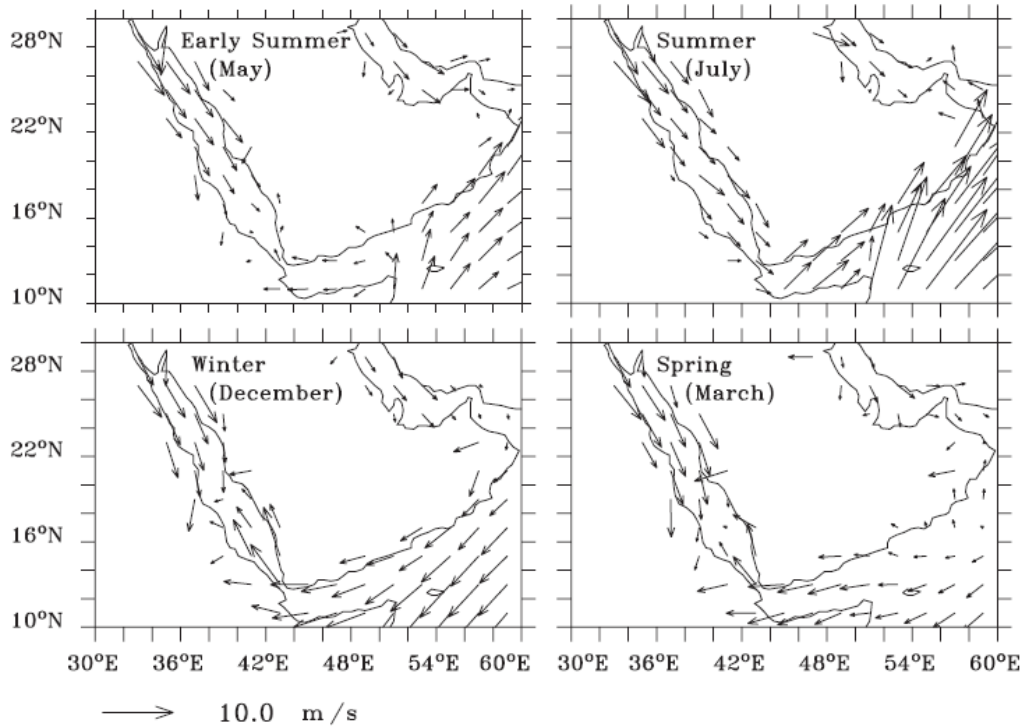 28°N
22°N
16°N
10°N
Early Summer
(May)
Summer
(July)
28°N
22°N
16°N
10°N
Winter
(December)
Spring
(March)
30°E 36°E 42°E 48°E 54°E 60°E
30°E 36°E 42°E 48°E 54°E 60°E
10.0 m/s